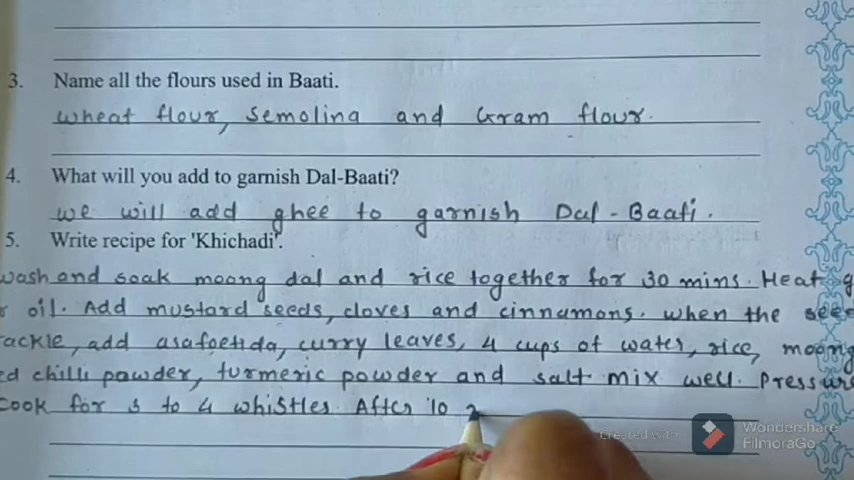 3. Name all the flours used in Baati.
wheat flour, semolina and Gram flour.
4. What will you add to garnish Dal-Baati?
we will add ghee to garnish Dal-Baati.
5. Write recipe for 'Khichadi'.
wash and soak moong dal and rice together for 30 mins. Heat
oil. Add mustard seeds, cloves and cinnamons. when the
add asafoetida, curry leaves, 4 cups of water, rice, moong
chilli powder, turmeric powder and salt mix well. Pressure
cook for 3 to 4 whistles. After 10
Created with Wondershare FilmoraGo